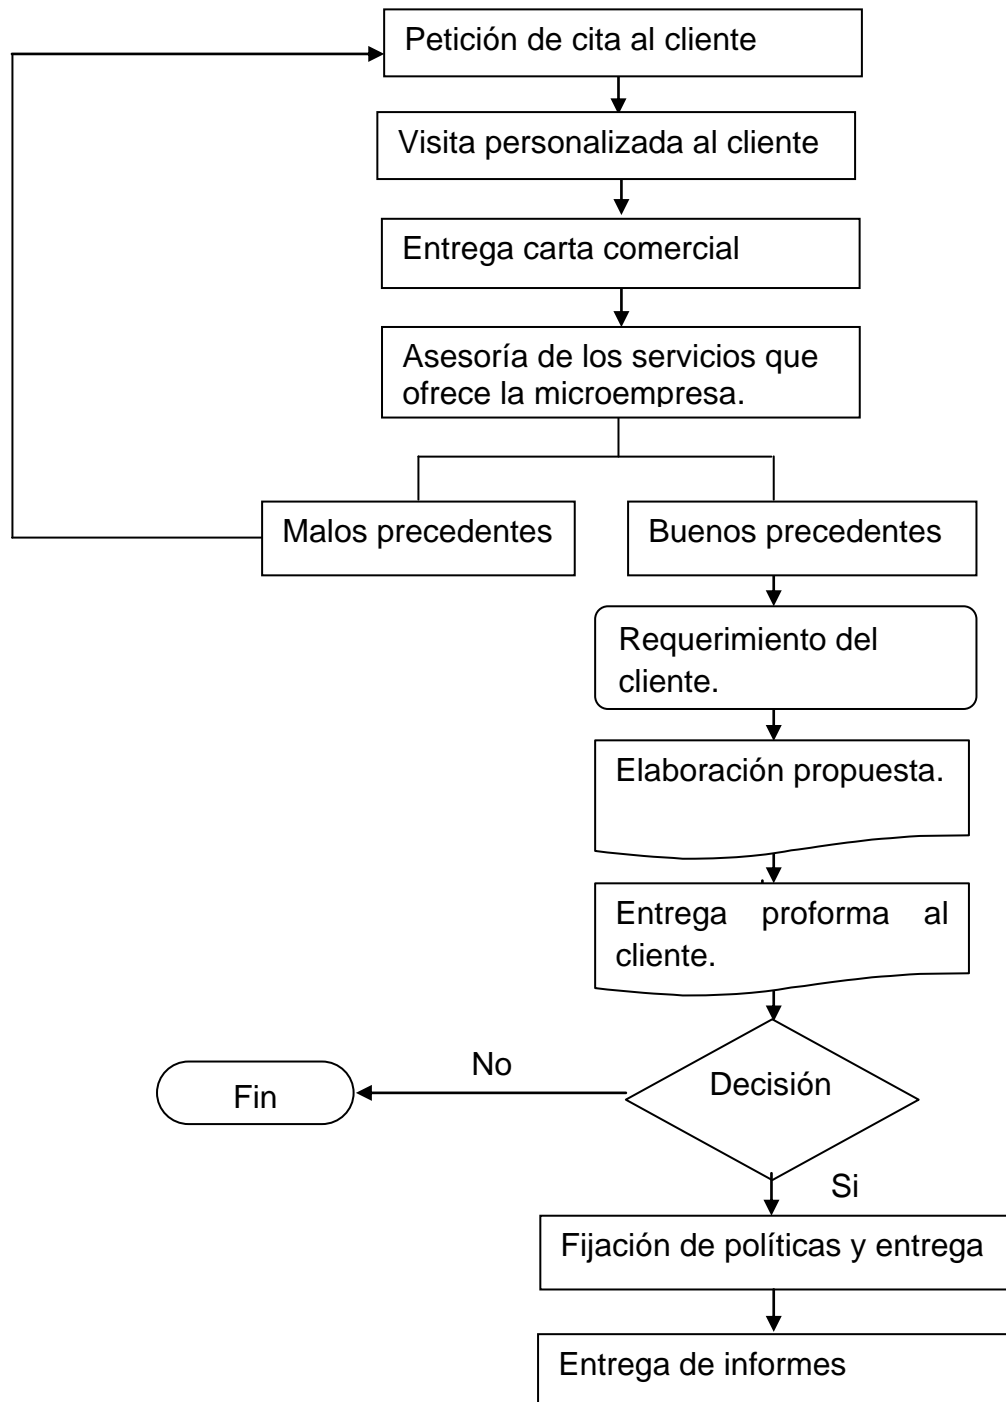 Petición de cita al cliente
Visita personalizada al cliente
Entrega carta comercial
Asesoría de los servicios que
ofrece la microempresa.
Malos precedentes
Buenos precedentes
Requerimiento del
cliente.
Elaboración propuesta.
Entrega proforma al
cliente.
No
Decisión
Fin
Si
Fijación de políticas y entrega
Entrega de informes